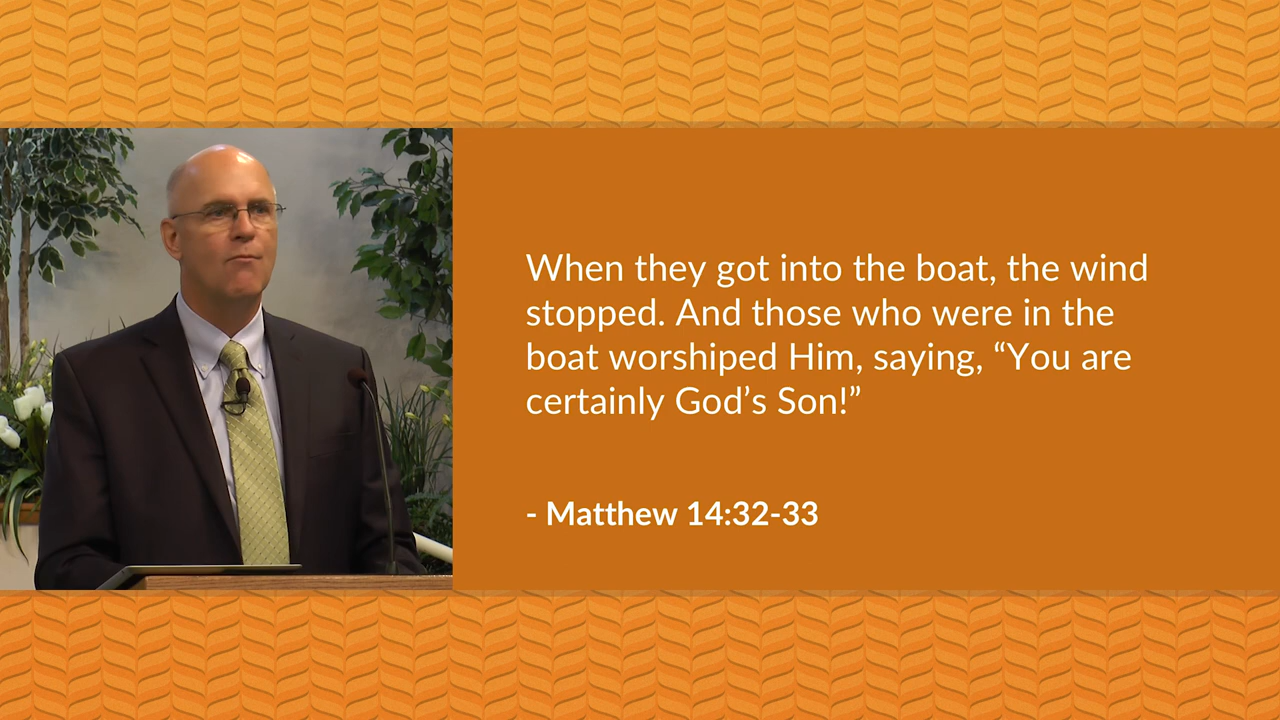 When they got into the boat, the wind
stopped. And those who were in the
boat worshiped Him, saying, “You are
certainly God’s Son!”
- Matthew 14:32-33